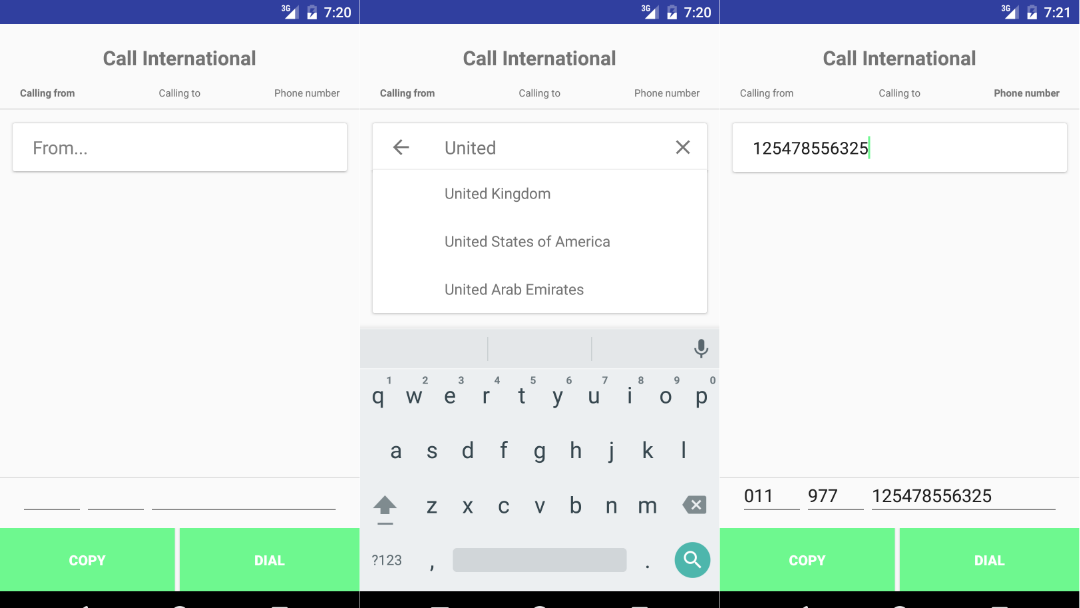 3G 7:20
Call International
Calling from Calling to Phone number
From...
COPY DIAL
3G 7:20
Call International
Calling from Calling to Phone number
United
United Kingdom
United States of America
United Arab Emirates
1 2 3 4 5 6 7 8 9 0
q w e r t y u i o p
a s d f g h j k l
z x c v b n m
?123 , .
3G 7:21
Call International
Calling from Calling to Phone number
125478556325
011 977 125478556325
COPY DIAL